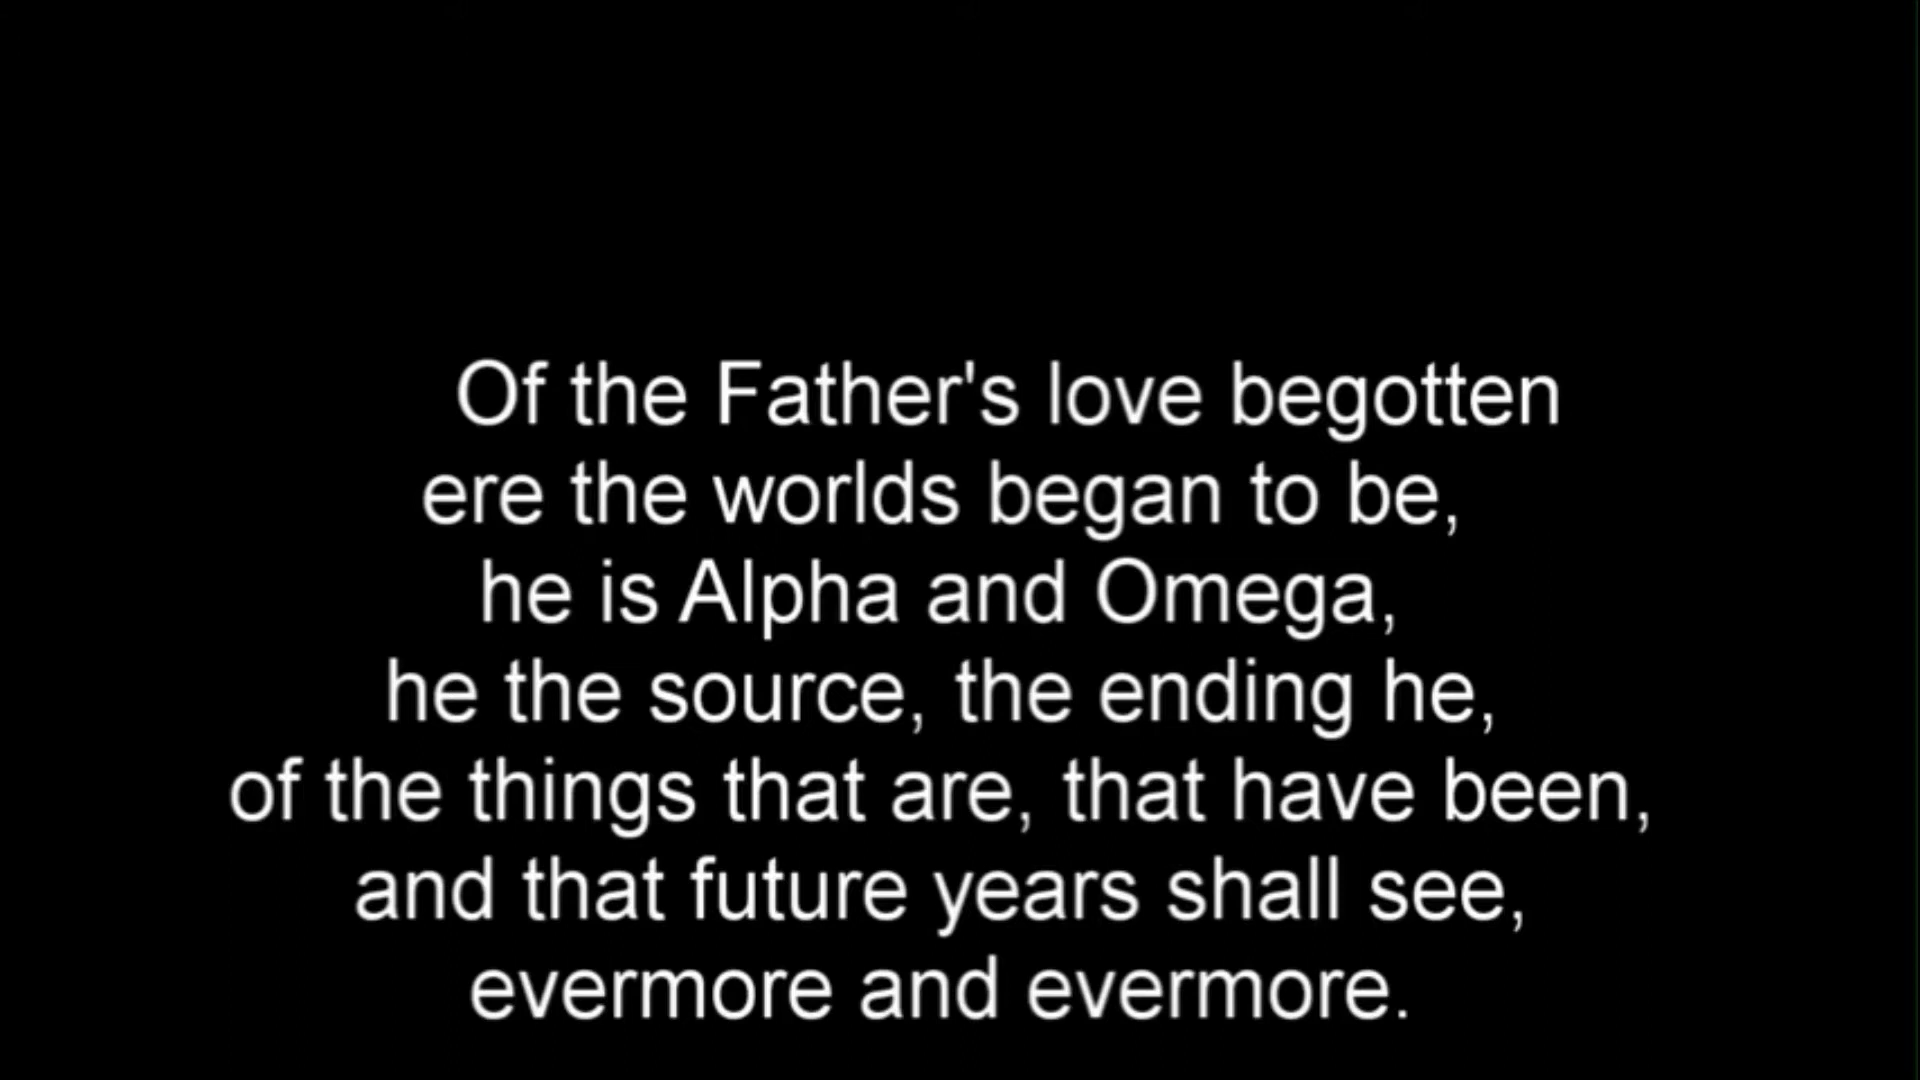 Of the Father's love begotten
ere the worlds began to be,
he is Alpha and Omega,
he the source, the ending he,
of the things that are, that have been,
and that future years shall see,
evermore and evermore.